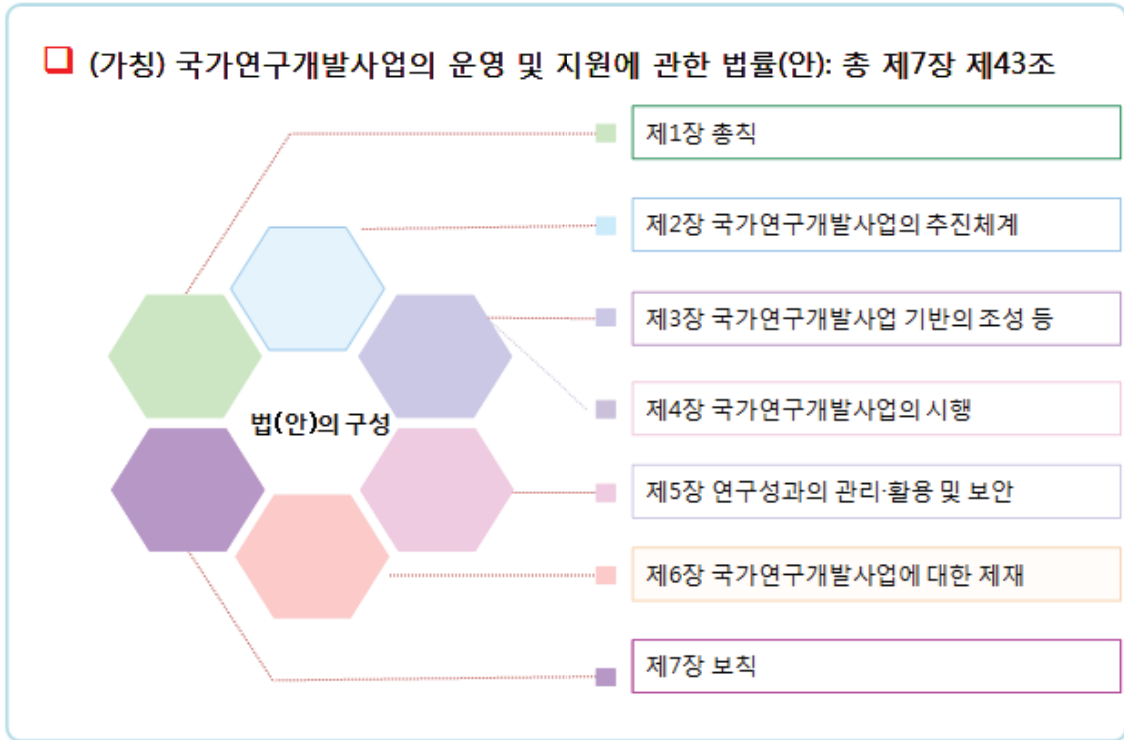 (가칭) 국가연구개발사업의 운영 및 지원에 관한 법률(안): 총 제7장 제43조
제1장 총칙
제2장 국가연구개발사업의 추진체계
제3장 국가연구개발사업 기반의 조성 등
제4장 국가연구개발사업의 시행
법(안)의 구성
제5장 연구성과의 관리·활용 및 보안
제6장 국가연구개발사업에 대한 제재
제7장 보칙